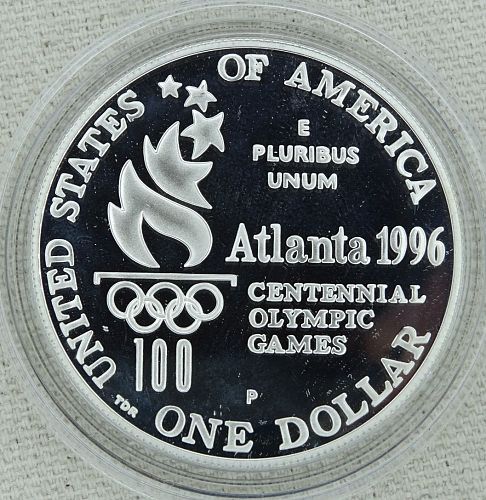 UNITED STATES OF AMERICA
E
PLURIBUS
UNUM
Atlanta 1996
CENTENNIAL
OLYMPIC
GAMES
100
P
TDR
ONE DOLLAR